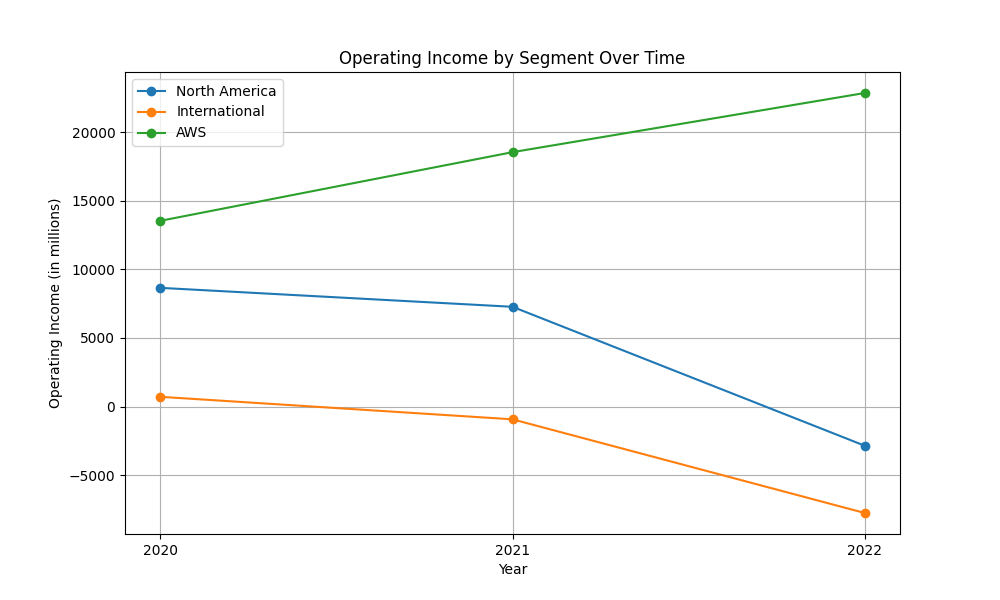 Operating Income by Segment Over Time
North America
International
AWS
Operating Income (in millions)
20000
15000
10000
5000
0
−5000
2020
2021
2022
Year